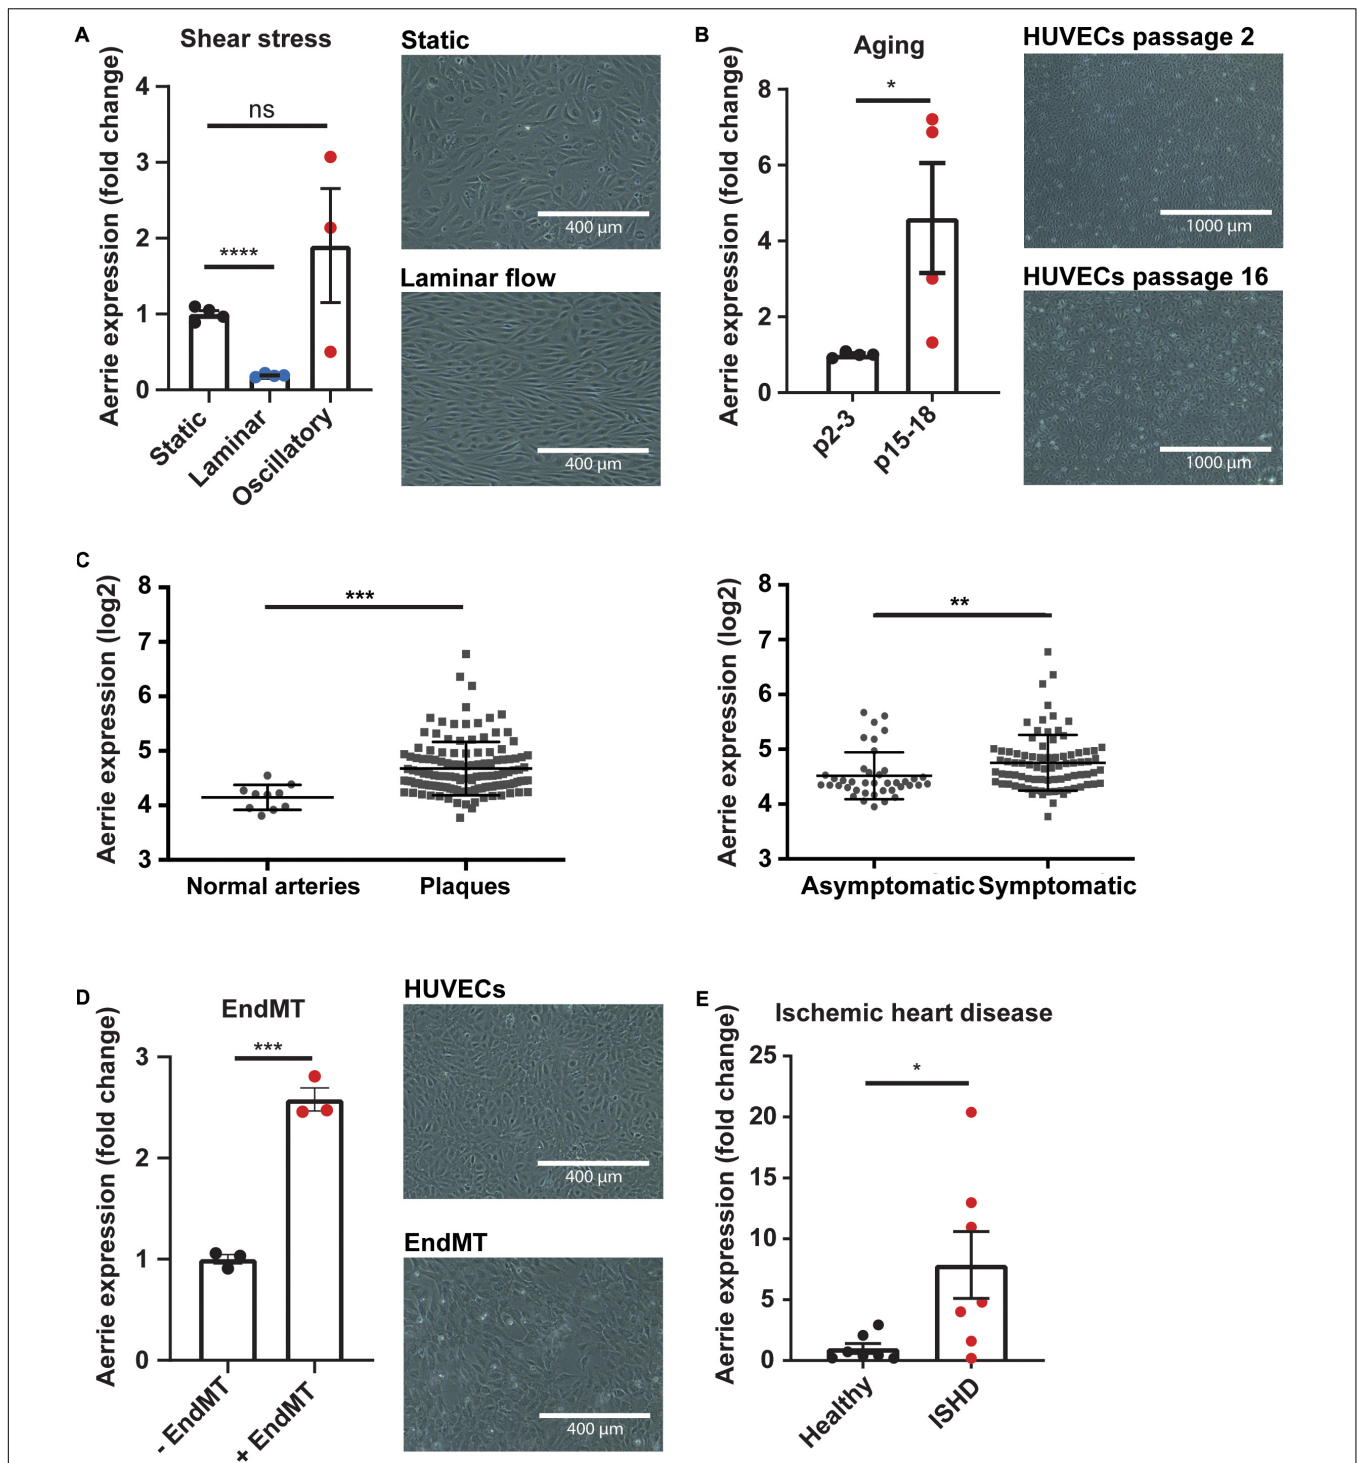 A
Shear stress
Aerrie expression (fold change)
4
3
2
1
0
ns
****
Static
Laminar
Oscillatory
Static
400 µm
Laminar flow
400 µm
B
Aging
Aerrie expression (fold change)
8
6
4
2
0
*
p2-3
p15-18
HUVECs passage 2
1000 µm
HUVECs passage 16
1000 µm
C
Aerrie expression (log2)
8
7
6
5
4
3
***
Normal arteries
Plaques
Aerrie expression (log2)
8
7
6
5
4
3
**
Asymptomatic
Symptomatic
D
EndMT
Aerrie expression (fold change)
3
2
1
0
***
- EndMT
+ EndMT
HUVECs
400 µm
EndMT
400 µm
E
Ischemic heart disease
Aerrie expression (fold change)
25
20
15
10
5
0
*
Healthy
ISHD